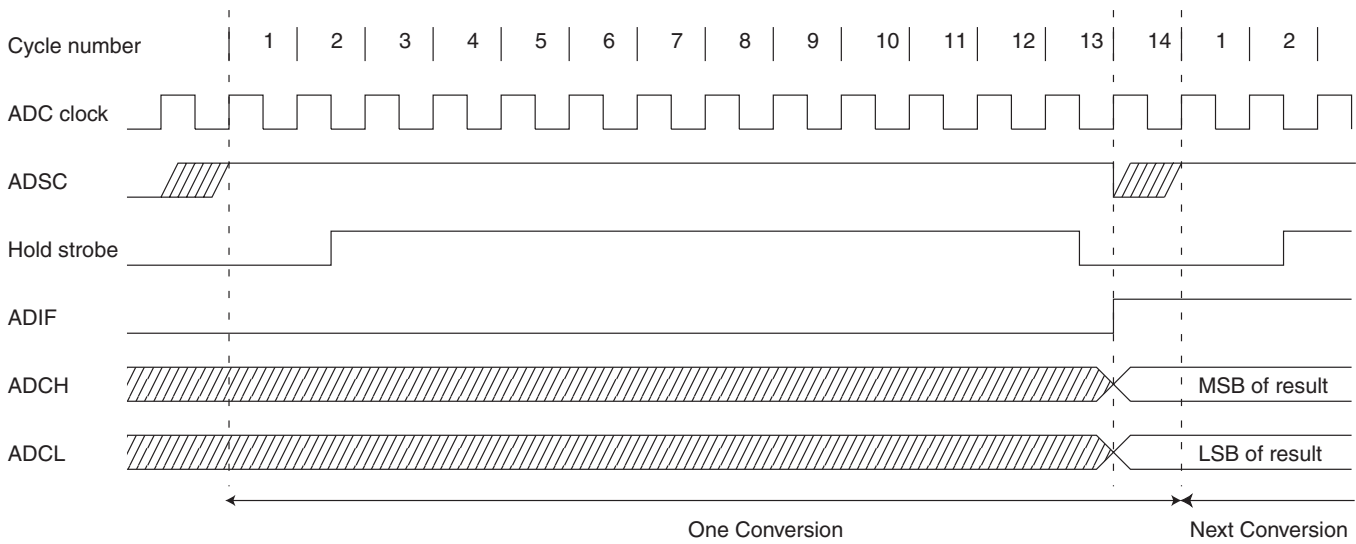 Cycle number 1 2 3 4 5 6 7 8 9 10 11 12 13 14 1 2
ADC clock
ADSC
Hold strobe
ADIF
ADCH MSB of result
ADCL LSB of result
One Conversion Next Conversion